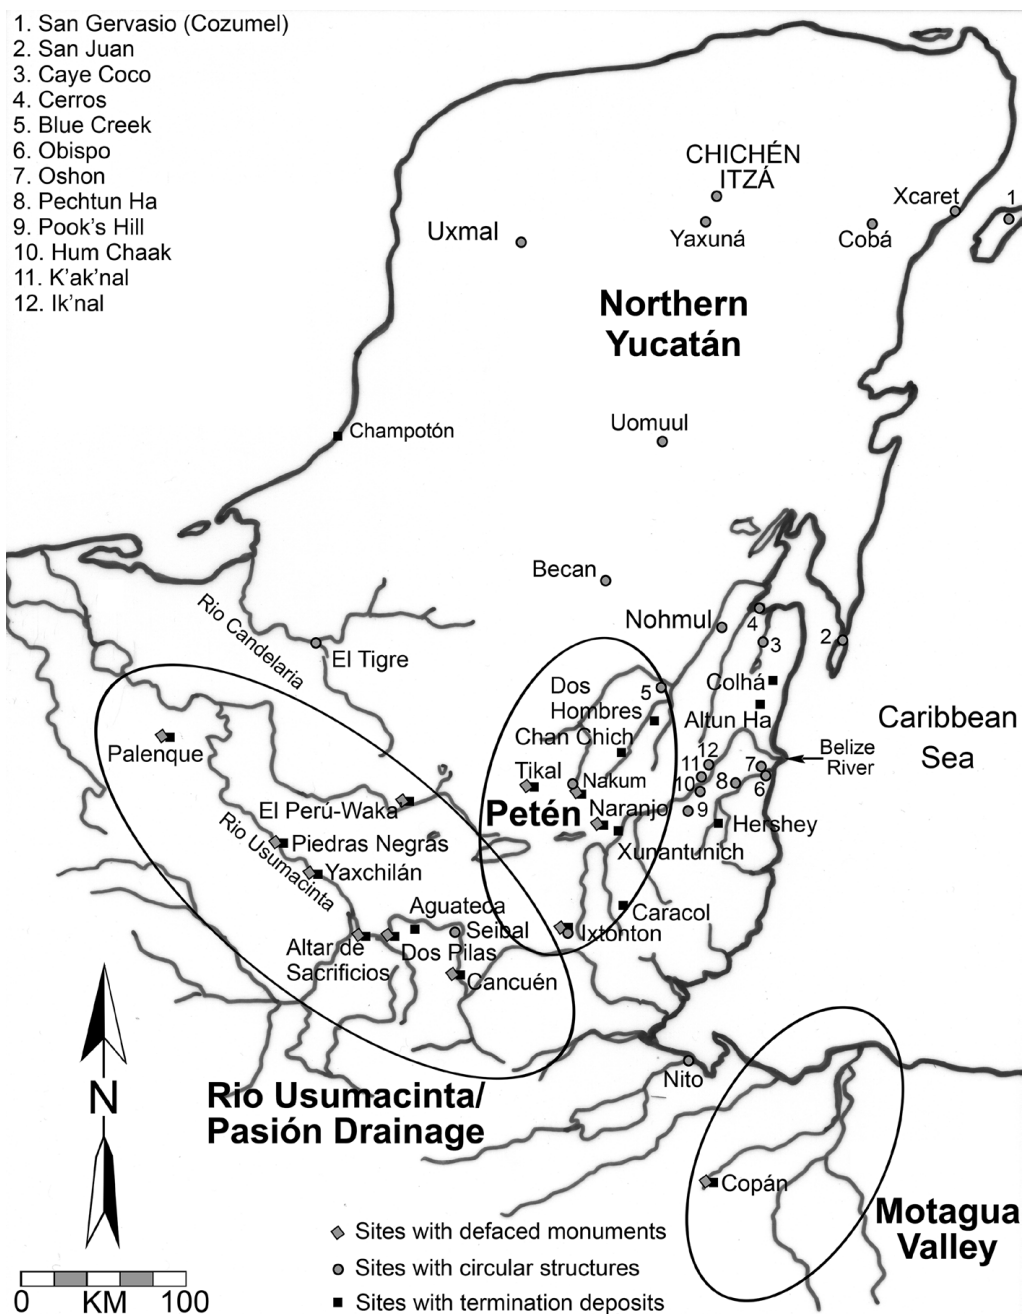 1. San Gervasio (Cozumel)
2. San Juan
3. Caye Coco
4. Cerros
5. Blue Creek
6. Obispo
7. Oshon
8. Pechtun Ha
9. Pook's Hill
10. Hum Chaak
11. K'ak'nal
12. Ik'nal
CHICHÉN
ITZÁ
Xcaret
1
Uxmal
Yaxuná
Cobá
Northern
Yucatán
Uomuul
Champotón
Becan
Rio Candelaria
Nohmul
4
3
2
El Tigre
5
Dos
Hombres
Colhá
Altun Ha
Caribbean
Sea
Chan Chich
Belize
River
Palenque
12
11
10
8
7
6
9
Tikal
Nakum
Petén
Naranjo
El Perú-Waka
Hershey
Rio Usumacinta
Piedras Negras
Xunantunich
Yaxchilán
Aguateca
Caracol
Seibal
Ixtonton
Altar de
Sacrificios
Dos Pilas
Cancuén
N
Nito
Rio Usumacinta/
Pasión Drainage
Copán
Motagua
Valley
Sites with defaced monuments
Sites with circular structures
Sites with termination deposits
0 KM 100